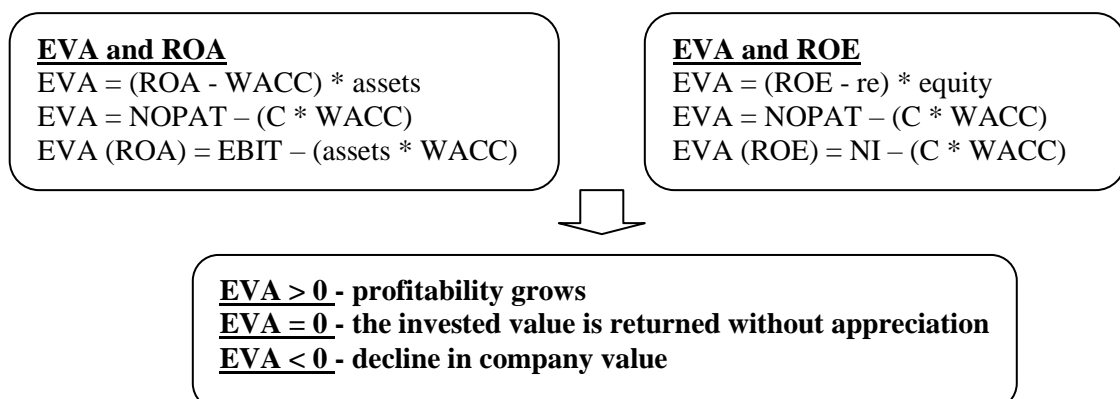 EVA and ROA
EVA = (ROA - WACC) * assets
EVA = NOPAT – (C * WACC)
EVA (ROA) = EBIT – (assets * WACC)
EVA and ROE
EVA = (ROE - re) * equity
EVA = NOPAT – (C * WACC)
EVA (ROE) = NI – (C * WACC)
EVA > 0 - profitability grows
EVA = 0 - the invested value is returned without appreciation
EVA < 0 - decline in company value